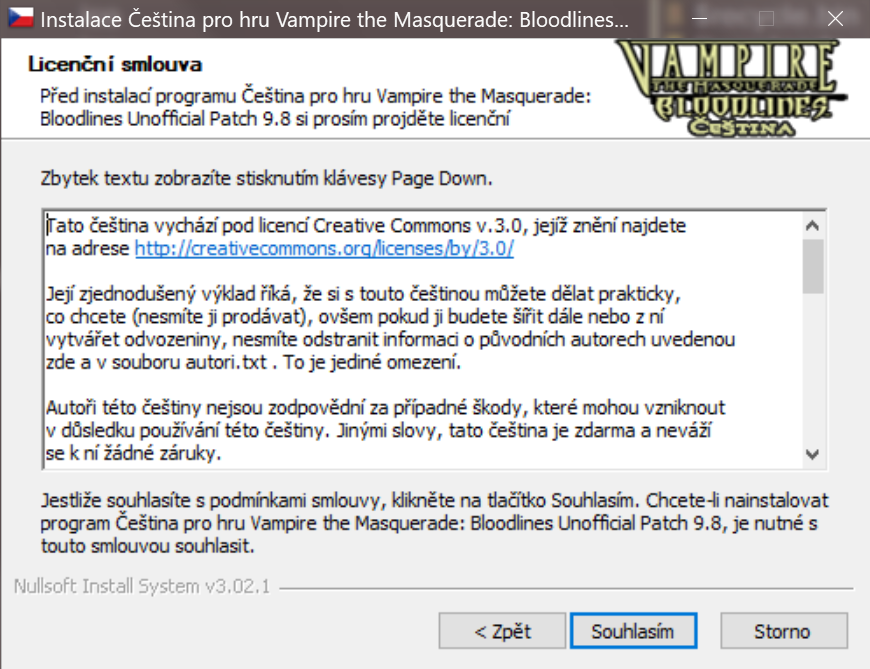 Instalace Čeština pro hru Vampire the Masquerade: Bloodlines...
Licenční smlouva
Před instalací programu Čeština pro hru Vampire the Masquerade:
Bloodlines Unofficial Patch 9.8 si prosím projděte licenční
VAMPIRE
THE MASQUERADE
BLOODLINES
ČEŠTINA
Zbytek textu zobrazíte stisknutím klávesy Page Down.
Tato čeština vychází pod licencí Creative Commons v.3.0, jejíž znění najdete
na adrese http://creativecommons.org/licenses/by/3.0/
Její zjednodušený výklad říká, že si s touto češtinou můžete dělat prakticky,
co chcete (nesmíte ji prodávat), ovšem pokud ji budete šířit dále nebo z ní
vytvářet odvozeniny, nesmíte odstranit informaci o původních autorech uvedenou
zde a v souboru autori.txt . To je jediné omezení.
Autoři této češtiny nejsou zodpovědní za případné škody, které mohou vzniknout
v důsledku používání této češtiny. Jinými slovy, tato čeština je zdarma a neváží
se k ní žádné záruky.
Jestliže souhlasíte s podmínkami smlouvy, klikněte na tlačítko Souhlasím. Chcete-li nainstalovat
program Čeština pro hru Vampire the Masquerade: Bloodlines Unofficial Patch 9.8, je nutné s
touto smlouvou souhlasit.
Nullsoft Install System v3.02.1
< Zpět
Souhlasím
Storno